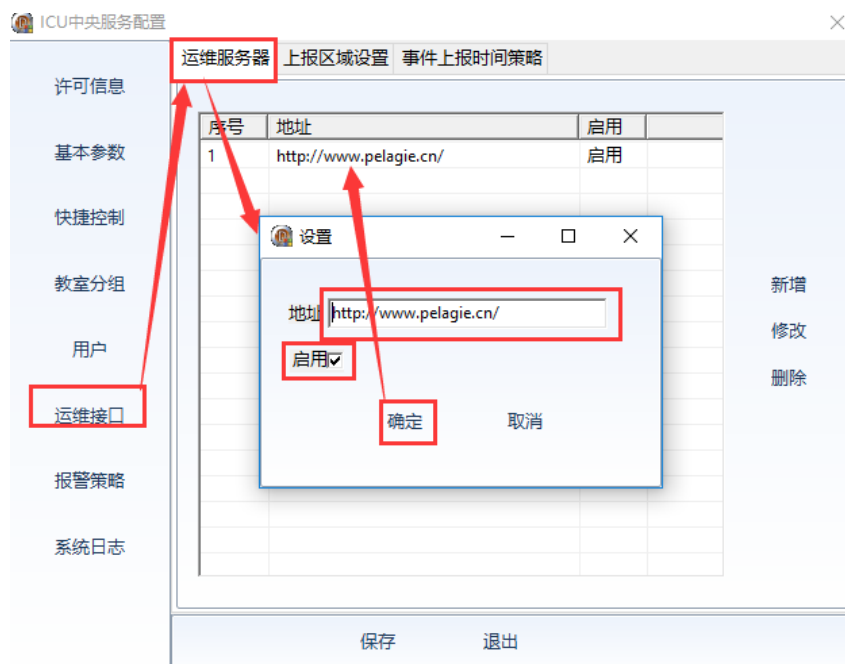 ICU中央服务配置
运维服务器 上报区域设置 事件上报时间策略
许可信息
基本参数
快捷控制
教室分组
用户
运维接口
报警策略
系统日志
序号 地址 启用
1 http://www.pelagie.cn/ 启用
设置
地址 http://www.pelagie.cn/
启用
确定 取消
新增
修改
删除
保存 退出